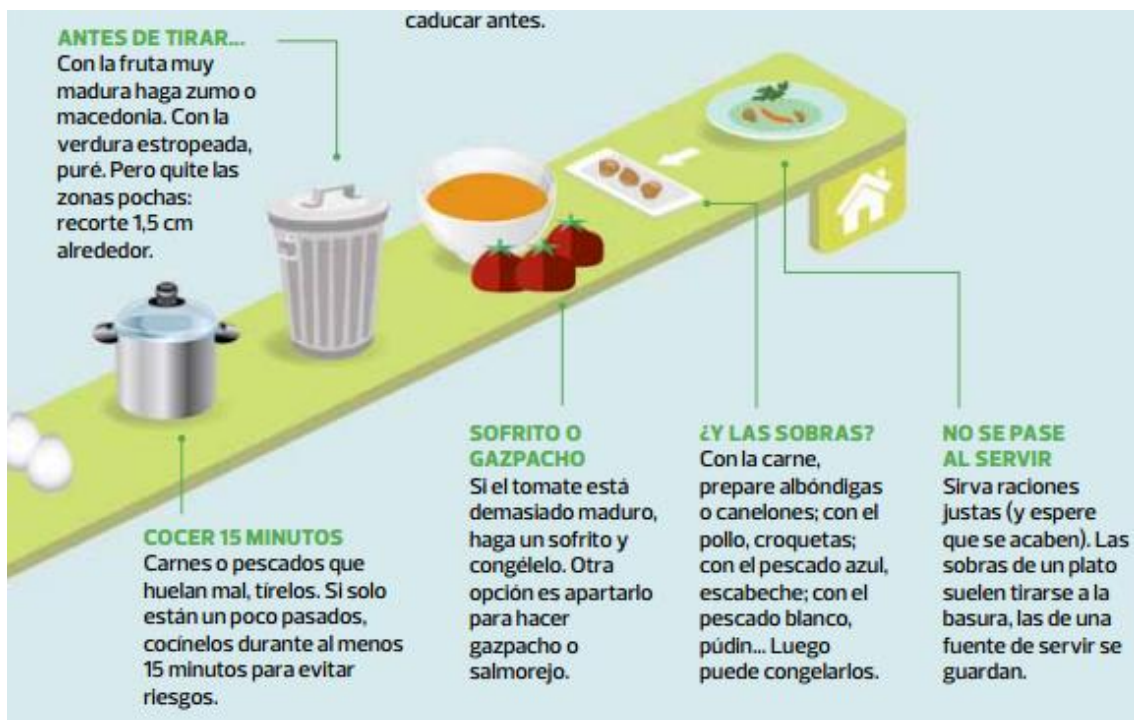 caducar antes.
ANTES DE TIRAR...
Con la fruta muy
madura haga zumo o
macedonia. Con la
verdura estropeada,
puré. Pero quite las
zonas pochas:
recorte 1,5 cm
alrededor.
COCER 15 MINUTOS
Carnes o pescados que
huelan mal, tírelos. Si solo
están un poco pasados,
cocínelos durante al menos
15 minutos para evitar
riesgos.
SOFRITO O
GAZPACHO
Si el tomate está
demasiado maduro,
haga un sofrito y
congélelo. Otra
opción es apartarlo
para hacer
gazpacho o
salmorejo.
¿Y LAS SOBRAS?
Con la carne,
prepare albóndigas
o canelones; con el
pollo, croquetas;
con el pescado azul,
escabeche; con el
pescado blanco,
púdin... Luego
puede congelarlos.
NO SE PASE
AL SERVIR
Sirva raciones
justas (y espere
que se acaben). Las
sobras de un plato
suelen tirarse a la
basura, las de una
fuente de servir se
guardan.